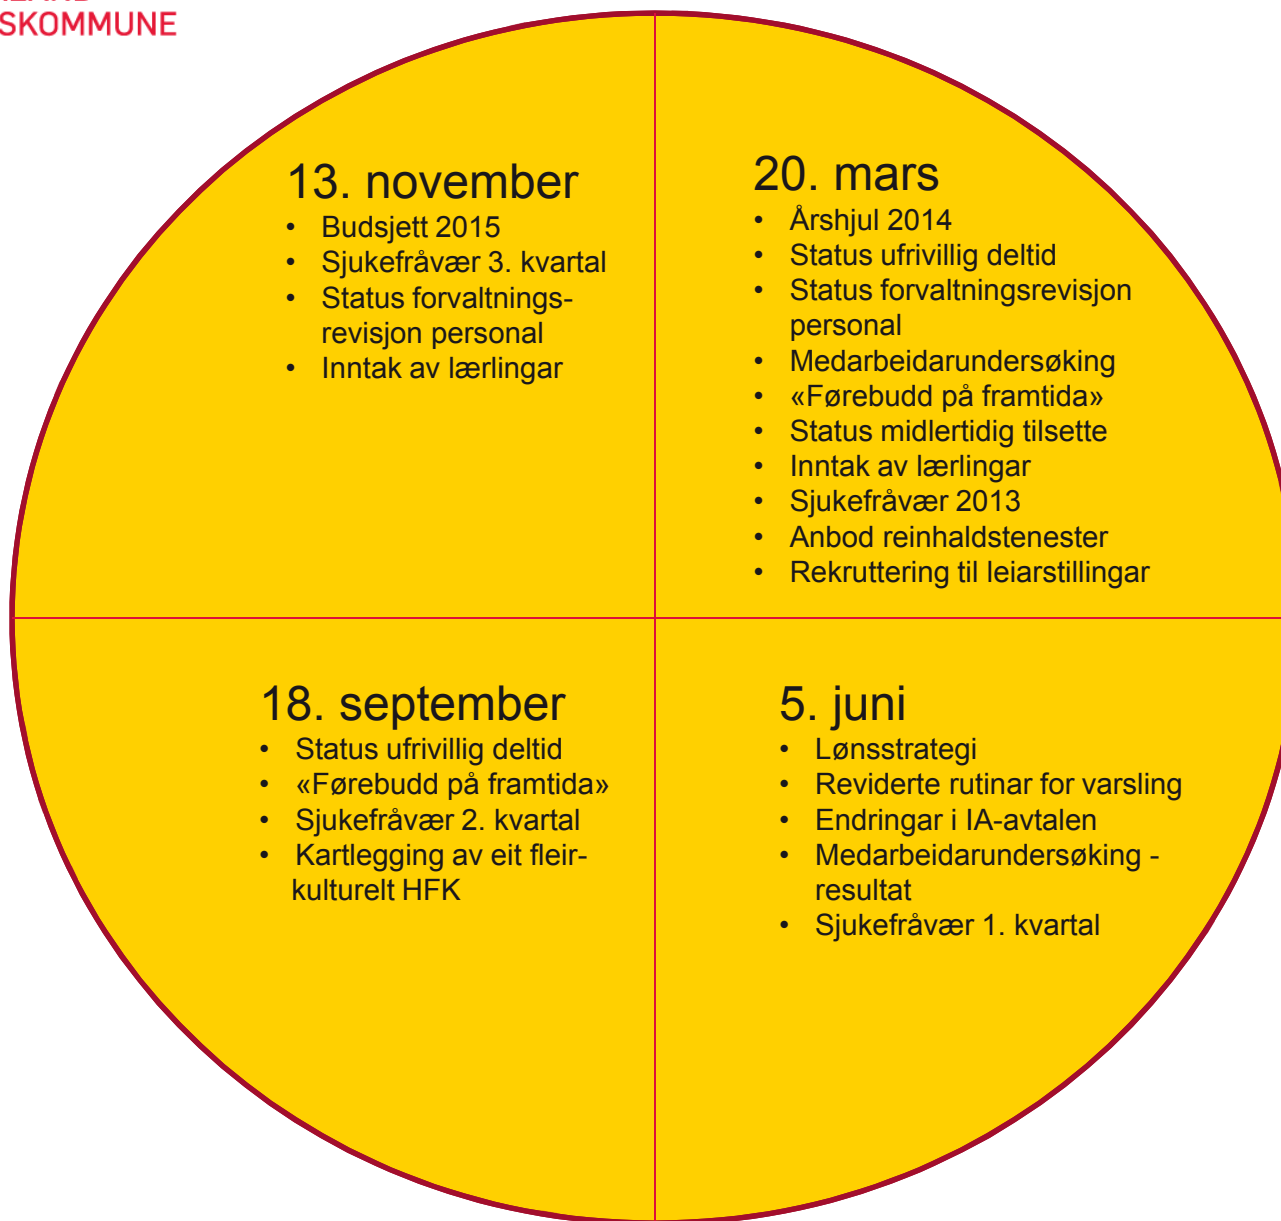 SKOMMUNE
13. november
• Budsjett 2015
• Sjukefråvær 3. kvartal
• Status forvaltnings-
revisjon personal
• Inntak av lærlingar
20. mars
• Årshjul 2014
• Status ufrivillig deltid
• Status forvaltningsrevisjon
personal
• Medarbeidarundersøking
• «Førebudd på framtida»
• Status midlertidig tilsette
• Inntak av lærlingar
• Sjukefråvær 2013
• Anbod reinhaldstenester
• Rekruttering til leiarstillingar
18. september
• Status ufrivillig deltid
• «Førebudd på framtida»
• Sjukefråvær 2. kvartal
• Kartlegging av eit fleir-
kulturelt HFK
5. juni
• Lønsstrategi
• Reviderte rutinar for varsling
• Endringar i IA-avtalen
• Medarbeidarundersøking -
resultat
• Sjukefråvær 1. kvartal